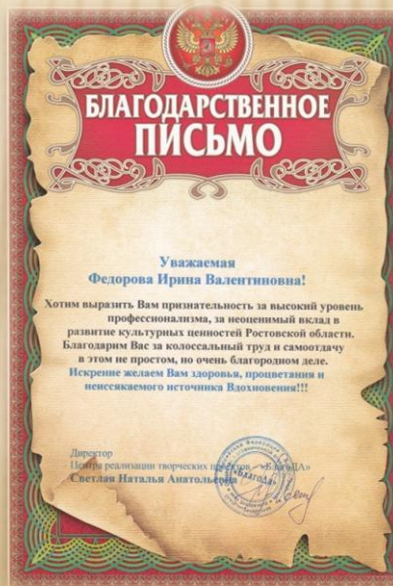 БЛАГОДАРСТВЕННОЕ
ПИСЬМО
Уважаемая
Федорова Ирина Валентиновна!
Хотим выразить Вам признательность за высокий уровень
профессионализма, за неоценимый вклад в
развитие культурных ценностей Ростовской области.
Благодарим Вас за колоссальный труд и самоотдачу
в этом не простом, но очень благородном деле.
Искренне желаем Вам здоровья, процветания и
неиссякаемого источника Вдохновения!!!
Директор
Центра реализации творческих «БлагоДА»
Светлая Наталья Анатольевна
«БлагоДА»